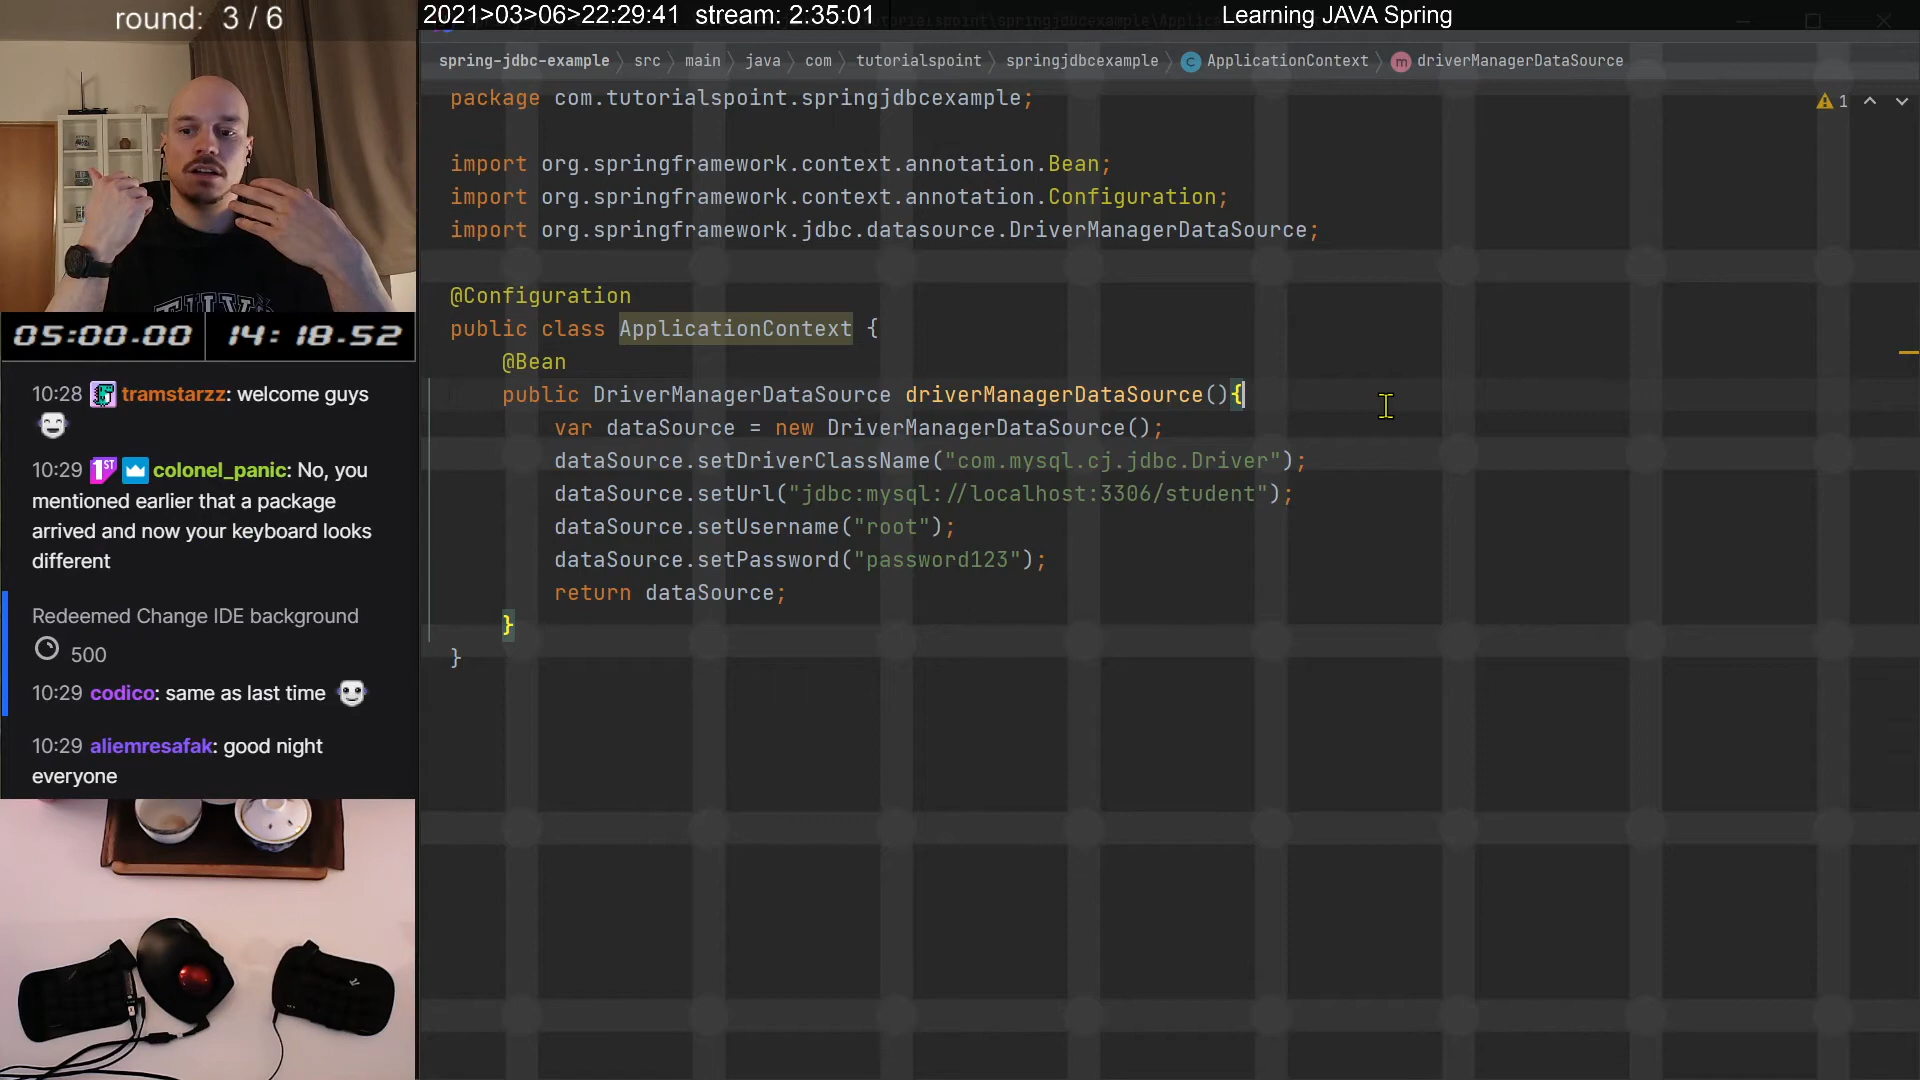 round: 3 / 6
2021>03>06>22:29:41 stream: 2:35:01
Learning JAVA Spring
spring-jdbc-example 〉 src 〉 main 〉 java 〉 com 〉 tutorialspoint 〉 springjdbcexample 〉 C ApplicationContext 〉 m driverManagerDataSource
package com.tutorialspoint.springjdbcexample;
1
import org.springframework.context.annotation.Bean;
import org.springframework.context.annotation.Configuration;
import org.springframework.jdbc.datasource.DriverManagerDataSource;
@Configuration
public class ApplicationContext {
@Bean
public DriverManagerDataSource driverManagerDataSource(){
var dataSource = new DriverManagerDataSource();
dataSource.setDriverClassName("com.mysql.cj.jdbc.Driver");
dataSource.setUrl("jdbc:mysql://localhost:3306/student");
dataSource.setUsername("root");
dataSource.setPassword("password123");
return dataSource;
}
}
05:00.00
14:18.52
10:28 tramstarzz: welcome guys
10:29 1ST colonel_panic: No, you
mentioned earlier that a package
arrived and now your keyboard looks
different
Redeemed Change IDE background
500
10:29 codico: same as last time
10:29 aliemresafak: good night
everyone